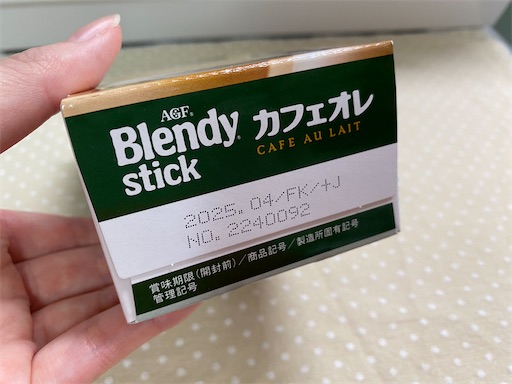 AGF®
Blendy® カフェオレ
stick CAFE AU LAIT
2025. 04/FK/+J
NO. 2240092
賞味期限(開封前)/商品記号/製造所固有記号
管理記号